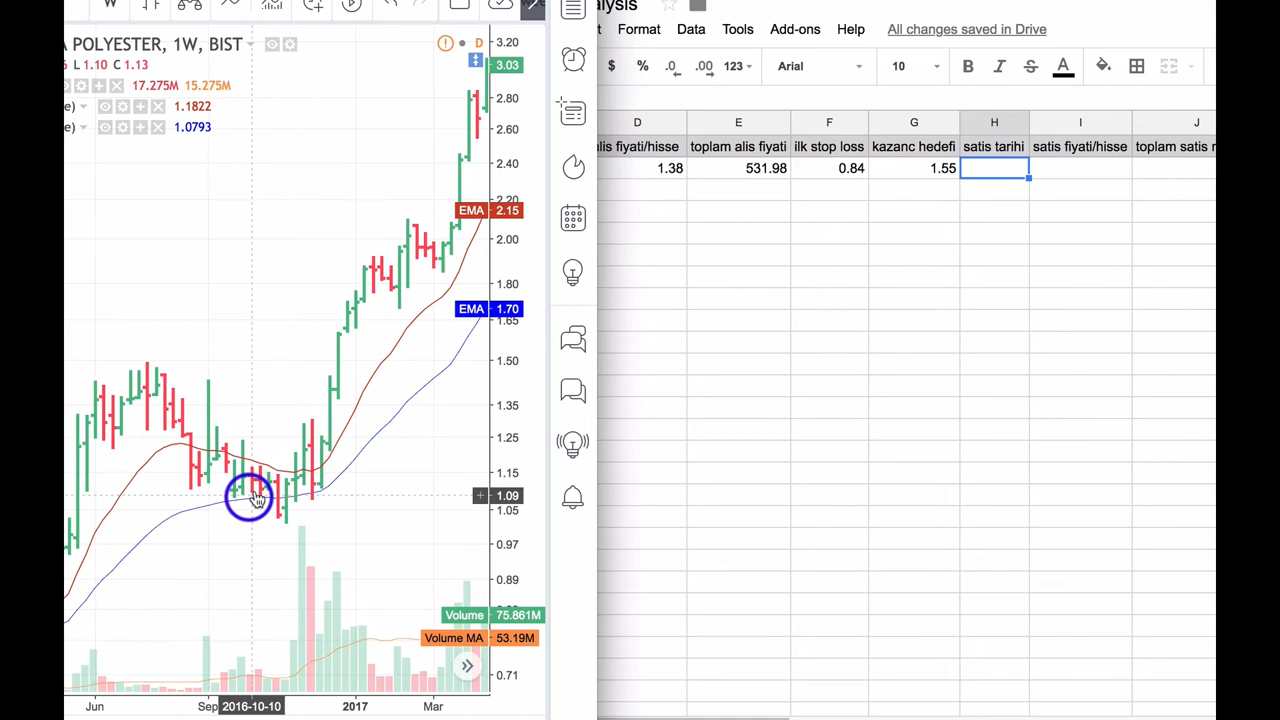 alysis
Format Data Tools Add-ons Help All changes saved in Drive
W
A POLYESTER, 1W, BIST
D
L1.10 C1.13
17.275M 15.275M
e) 1.1822
e) 1.0793
3.20
3.03
2.80
2.60
2.40
2.20
EMA 2.15
2.00
1.80
EMA 1.70
1.65
1.50
1.35
1.25
1.15
1.09
1.05
0.97
0.89
Volume 75.861M
Volume MA 53.19M
0.71
Jun Sep 2016-10-10 2017 Mar
$ % .0 .00 123 Arial 10 B I S A
D E F G H I J
alis fiyati/hisse toplam alis fiyati ilk stop loss kazanc hedefi satis tarihi satis fiyati/hisse toplam satis
1.38 531.98 0.84 1.55